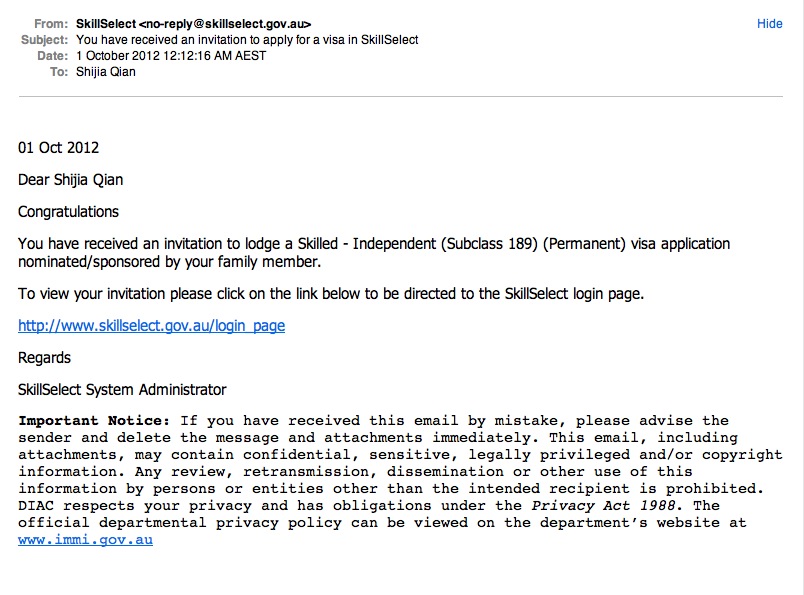 From: SkillSelect <no-reply@skillselect.gov.au>
Hide
Subject: You have received an invitation to apply for a visa in SkillSelect
Date: 1 October 2012 12:12:16 AM AEST
To: Shijia Qian
01 Oct 2012
Dear Shijia Qian
Congratulations
You have received an invitation to lodge a Skilled - Independent (Subclass 189) (Permanent) visa application
nominated/sponsored by your family member.
To view your invitation please click on the link below to be directed to the SkillSelect login page.
http://www.skillselect.gov.au/login_page
Regards
SkillSelect System Administrator
Important Notice: If you have received this email by mistake, please advise the
sender and delete the message and attachments immediately. This email, including
attachments, may contain confidential, sensitive, legally privileged and/or copyright
information. Any review, retransmission, dissemination or other use of this
information by persons or entities other than the intended recipient is prohibited.
DIAC respects your privacy and has obligations under the Privacy Act 1988. The
official departmental privacy policy can be viewed on the department's website at
www.immi.gov.au